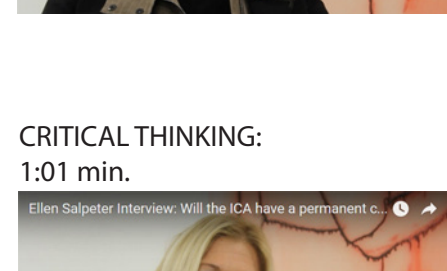 CRITICAL THINKING:
1:01 min.
Ellen Salpeter Interview: Will the ICA have a permanent c...